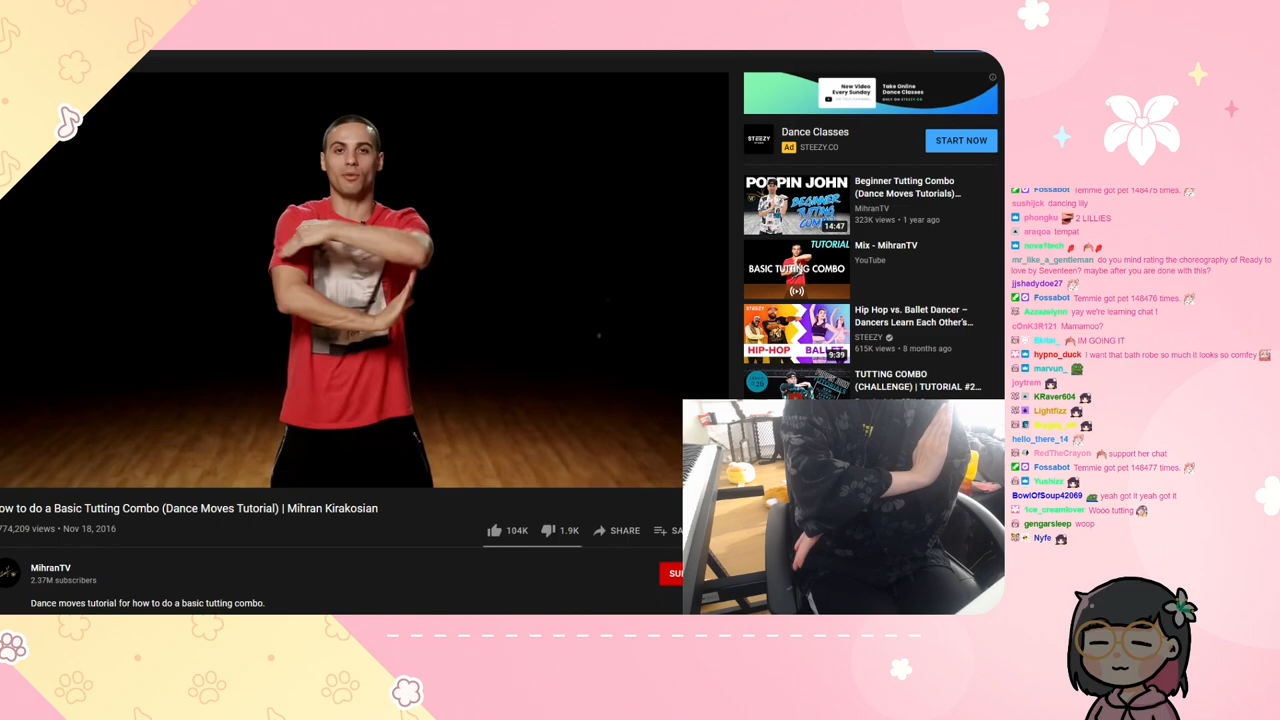 New Video
Every Sunday
Take Online
Dance Classes
ONLY ON STEEZY.CO
STEEZY
Dance Classes
Ad STEEZY.CO
START NOW
POPPIN JOHN
BEGINNER
TUTTING
COMBO
14:47
Beginner Tutting Combo
(Dance Moves Tutorials)...
MihranTV
323K views • 1 year ago
TUTORIAL
BASIC TUTTING COMBO
Mix - MihranTV
YouTube
HIP-HOP
BALLET
9:39
Hip Hop vs. Ballet Dancer –
Dancers Learn Each Other's...
STEEZY
615K views • 8 months ago
TUTTING COMBO
(CHALLENGE) | TUTORIAL #2...
ow to do a Basic Tutting Combo (Dance Moves Tutorial) | Mihran Kirakosian
774,209 views • Nov 18, 2016
104K
1.9K
SHARE
SA
MihranTV
2.37M subscribers
SU
Dance moves tutorial for how to do a basic tutting combo.
Fossabot Temmie got pet 148475 times.
sushijck dancing lily
phongku 2 LILLIES
araqoa tempat
mr_like_a_gentleman do you mind rating the choreography of Ready to
love by Seventeen? maybe after you are done with this?
jjshadydoe27
Fossabot Temmie got pet 148476 times.
Azzazelynn yay we're learning chat !
cOnK3R121 Mamamoo?
IM GOING IT
hypno_duck I want that bath robe so much it looks so comfey
marvun_
joytrem
KRaver604
Lightfizz
hello_there_14
RedTheCrayon support her chat
Fossabot Temmie got pet 148477 times.
Yushizz
BowlOfSoup42069 yeah got it yeah got it
1ce_creamlover Wooo tutting
gengarsleep woop
Nyfe